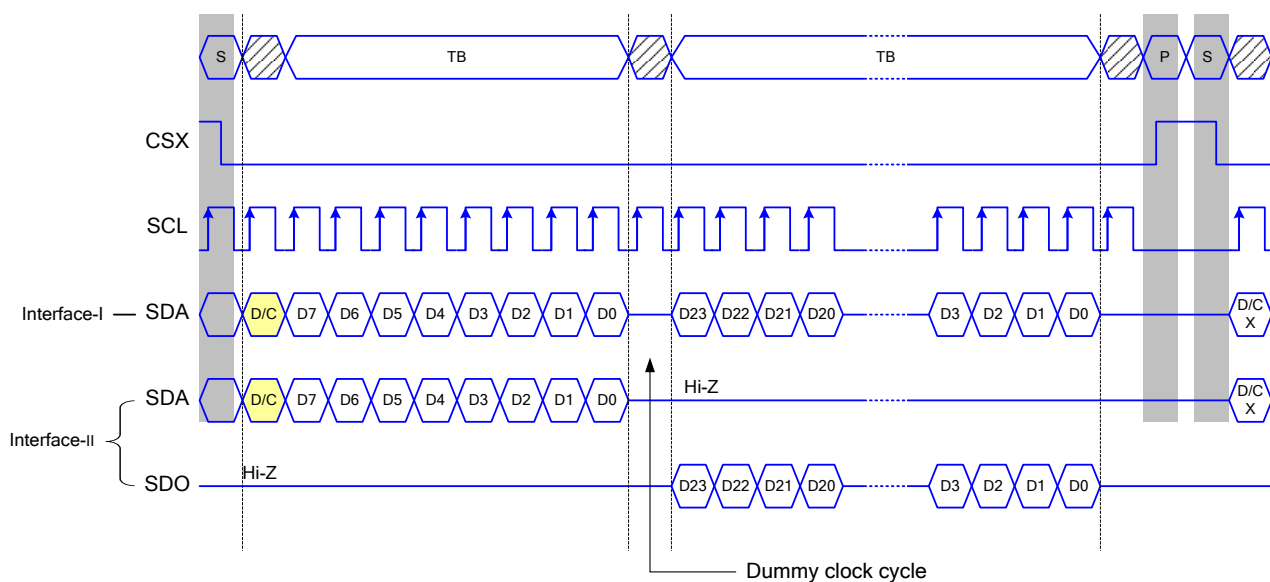 S TB TB P S
CSX
SCL
Interface-I SDA D/C D7 D6 D5 D4 D3 D2 D1 D0 D23 D22 D21 D20 D3 D2 D1 D0 D/C X
Interface-II
SDA D/C D7 D6 D5 D4 D3 D2 D1 D0 Hi-Z D/C X
SDO Hi-Z D23 D22 D21 D20 D3 D2 D1 D0
Dummy clock cycle